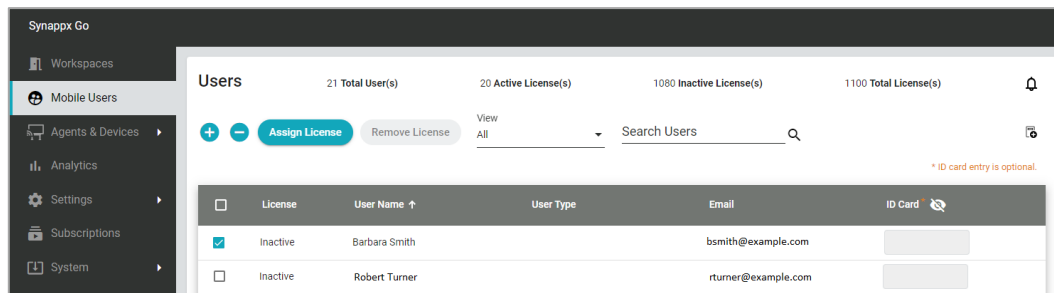 Synappx Go
Workspaces
Mobile Users
Agents & Devices
Analytics
Settings
Subscriptions
System
Users
21 Total User(s)
20 Active License(s)
1080 Inactive License(s)
1100 Total License(s)
Assign License
Remove License
View
All
Search Users
* ID card entry is optional.
License
User Name ↑
User Type
Email
ID Card *
Inactive
Barbara Smith
bsmith@example.com
Inactive
Robert Turner
rturner@example.com